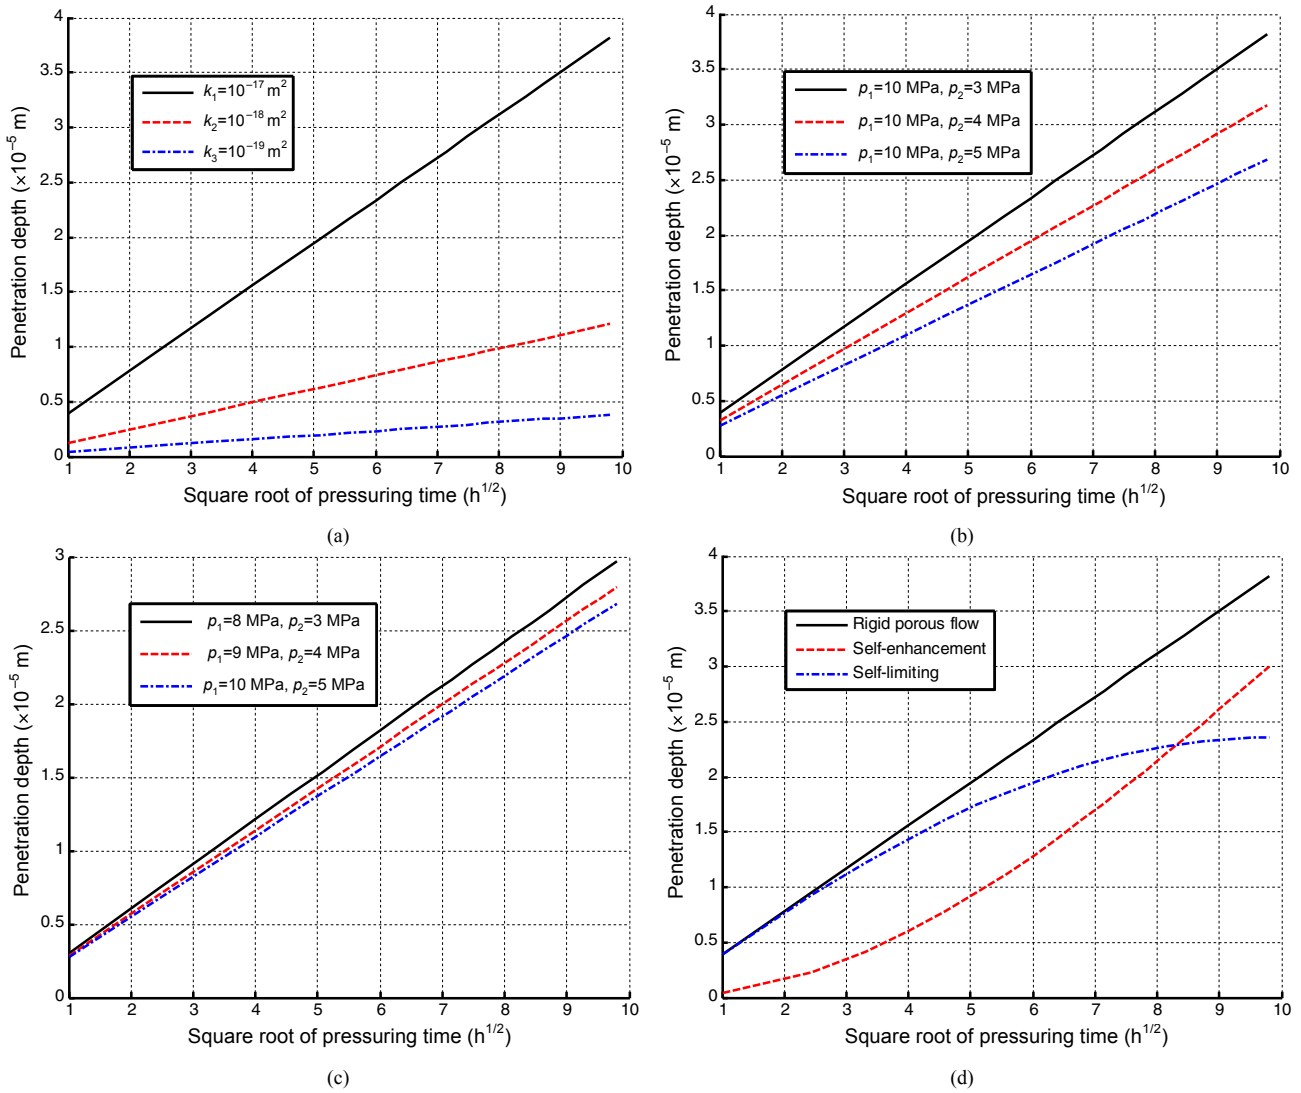 4
3.5
3
2.5
2
1.5
1
0.5
0
Penetration depth (×10⁻⁵ m)
k₁=10⁻¹⁷ m²
k₂=10⁻¹⁸ m²
k₃=10⁻¹⁹ m²
1 2 3 4 5 6 7 8 9 10
Square root of pressuring time (h^1/2)
(a)
4
3.5
3
2.5
2
1.5
1
0.5
0
Penetration depth (×10⁻⁵ m)
p₁=10 MPa, p₂=3 MPa
p₁=10 MPa, p₂=4 MPa
p₁=10 MPa, p₂=5 MPa
1 2 3 4 5 6 7 8 9 10
Square root of pressuring time (h^1/2)
(b)
3
2.5
2
1.5
1
0.5
0
Penetration depth (×10⁻⁵ m)
p₁=8 MPa, p₂=3 MPa
p₁=9 MPa, p₂=4 MPa
p₁=10 MPa, p₂=5 MPa
1 2 3 4 5 6 7 8 9 10
Square root of pressuring time (h^1/2)
(c)
4
3.5
3
2.5
2
1.5
1
0.5
0
Penetration depth (×10⁻⁵ m)
Rigid porous flow
Self-enhancement
Self-limiting
1 2 3 4 5 6 7 8 9 10
Square root of pressuring time (h^1/2)
(d)